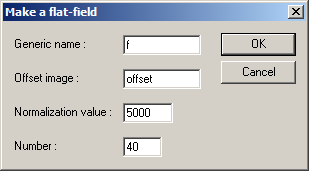 Make a flat-field
Generic name : f
OK
Offset image : offset
Cancel
Normalization value : 5000
Number : 40